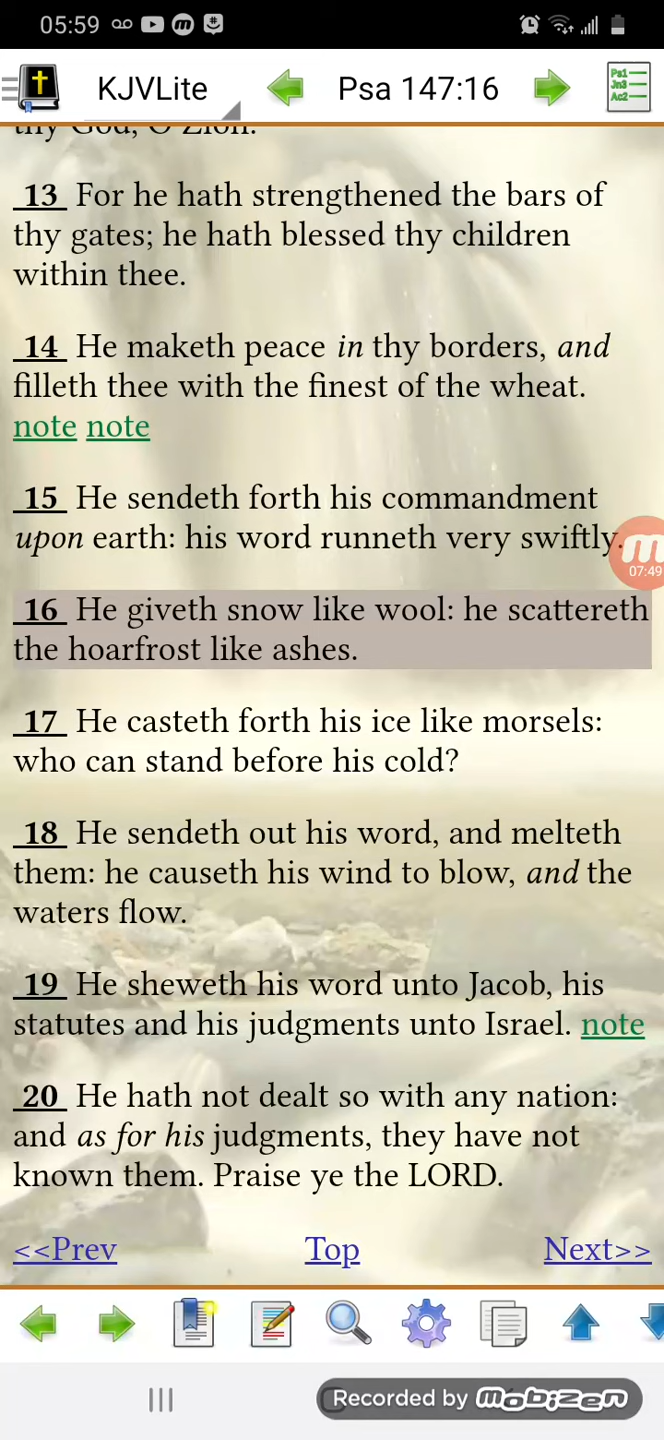 05:59
KJVLite
Psa 147:16
Ps1
Jn3
Ac2
thy God, O Zion.
13 For he hath strengthened the bars of
thy gates; he hath blessed thy children
within thee.
14 He maketh peace in thy borders, and
filleth thee with the finest of the wheat.
note note
15 He sendeth forth his commandment
upon earth: his word runneth very swiftly.
07:49
16 He giveth snow like wool: he scattereth
the hoarfrost like ashes.
17 He casteth forth his ice like morsels:
who can stand before his cold?
18 He sendeth out his word, and melteth
them: he causeth his wind to blow, and the
waters flow.
19 He sheweth his word unto Jacob, his
statutes and his judgments unto Israel. note
20 He hath not dealt so with any nation:
and as for his judgments, they have not
known them. Praise ye the LORD.
<<Prev Top Next>>
Recorded by mobizen